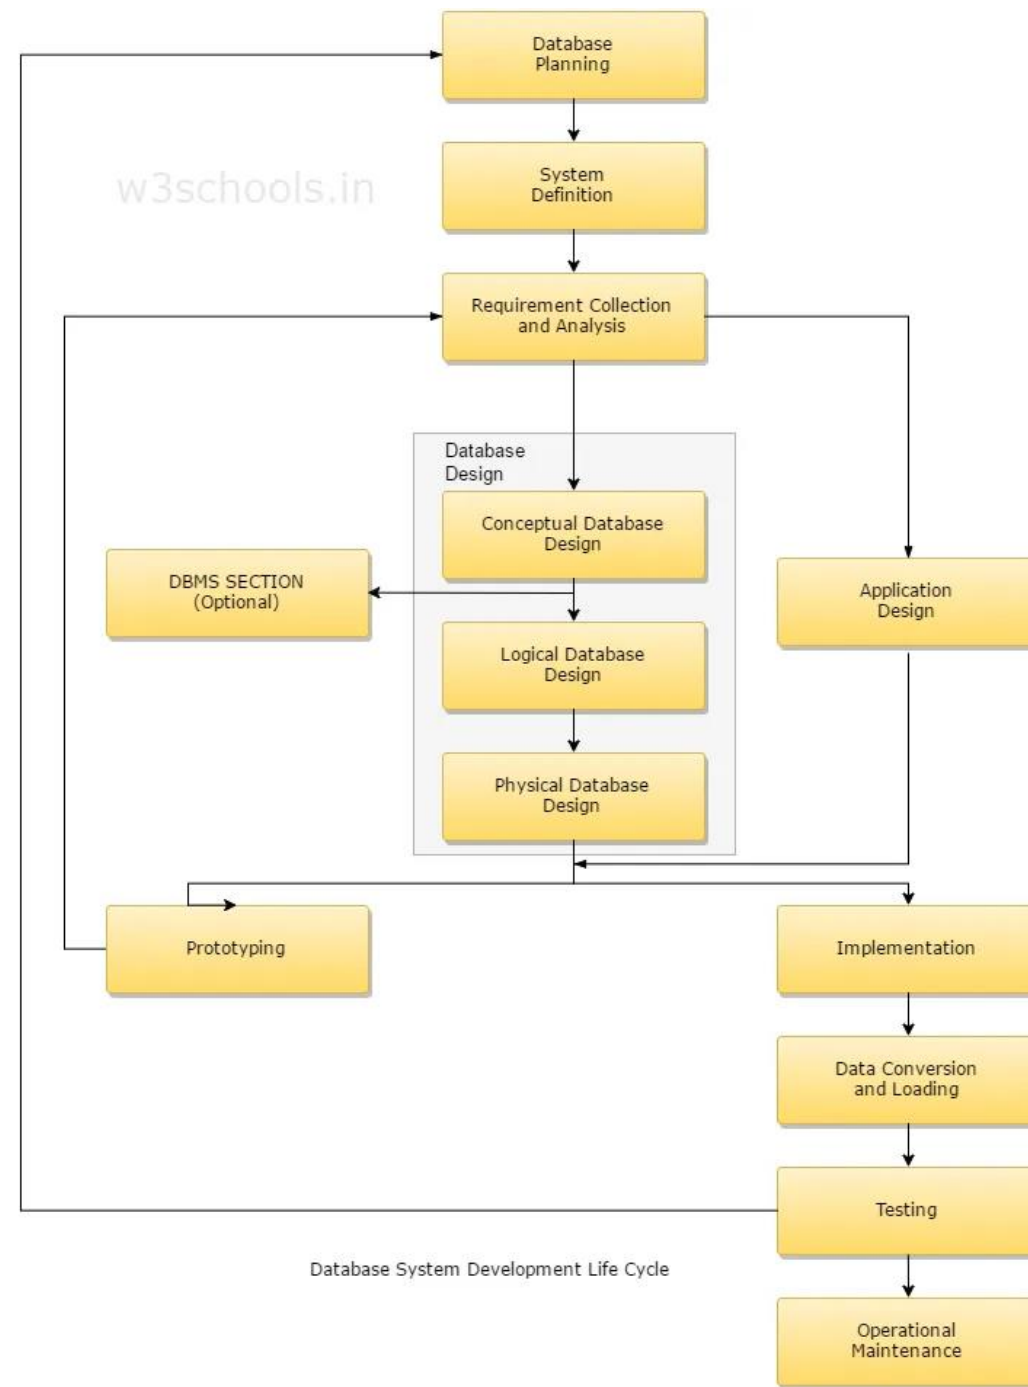 Database
Planning
w3schools.in
System
Definition
Requirement Collection
and Analysis
Database
Design
Conceptual Database
Design
DBMS SECTION
(Optional)
Application
Design
Logical Database
Design
Physical Database
Design
Prototyping
Implementation
Data Conversion
and Loading
Testing
Database System Development Life Cycle
Operational
Maintenance